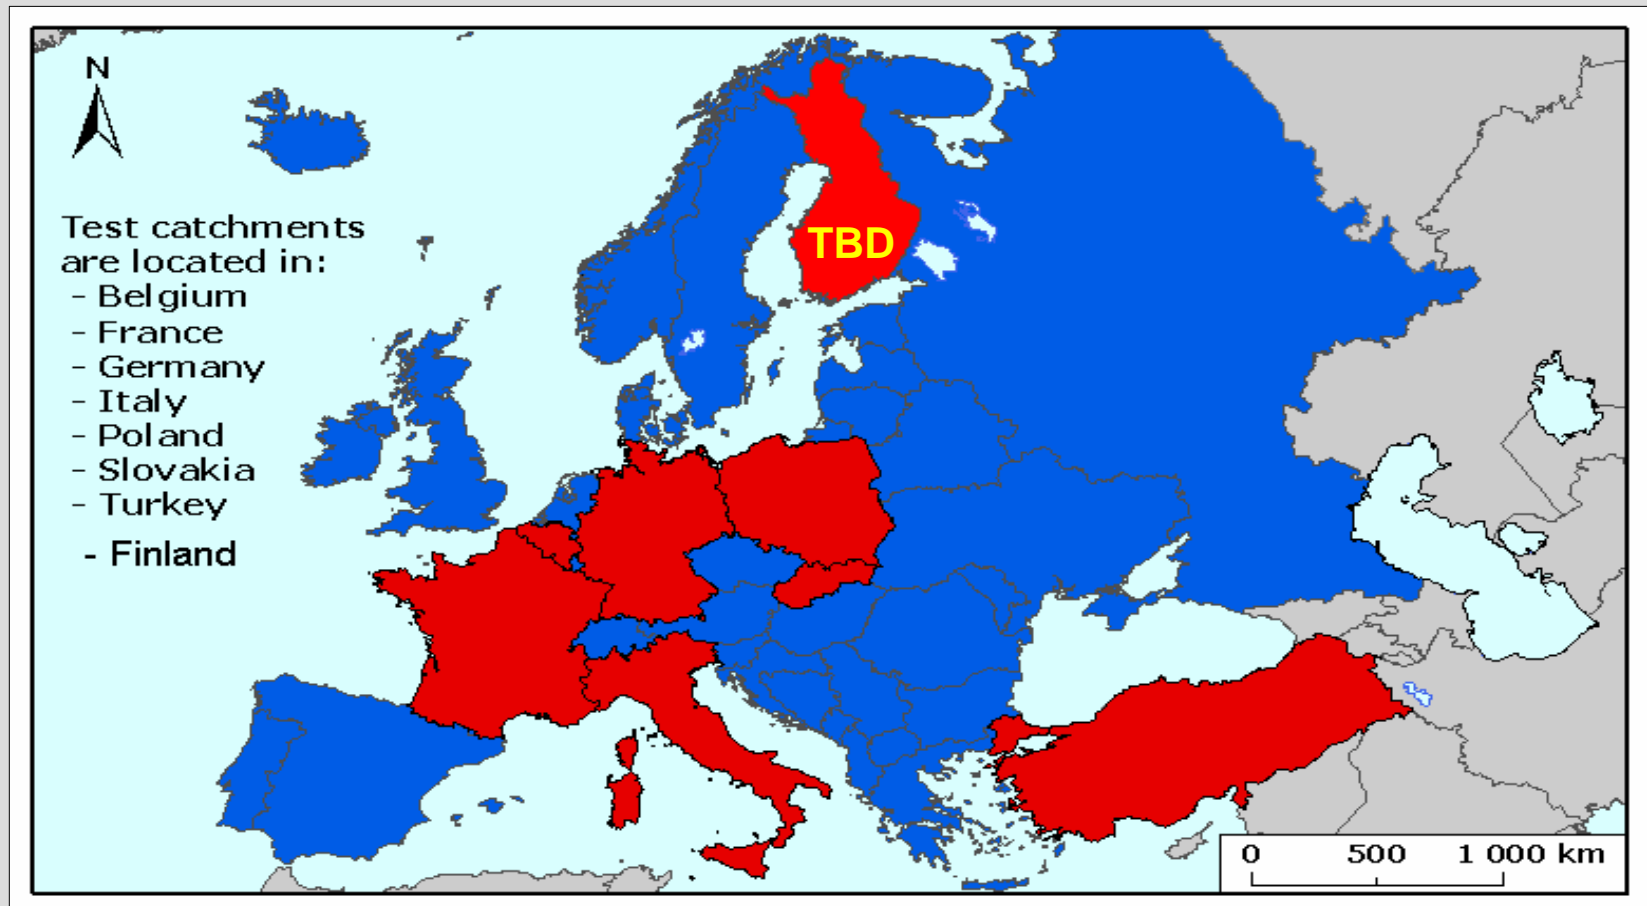 N
Test catchments
are located in:
- Belgium
- France
- Germany
- Italy
- Poland
- Slovakia
- Turkey
- Finland
TBD
0 500 1 000 km